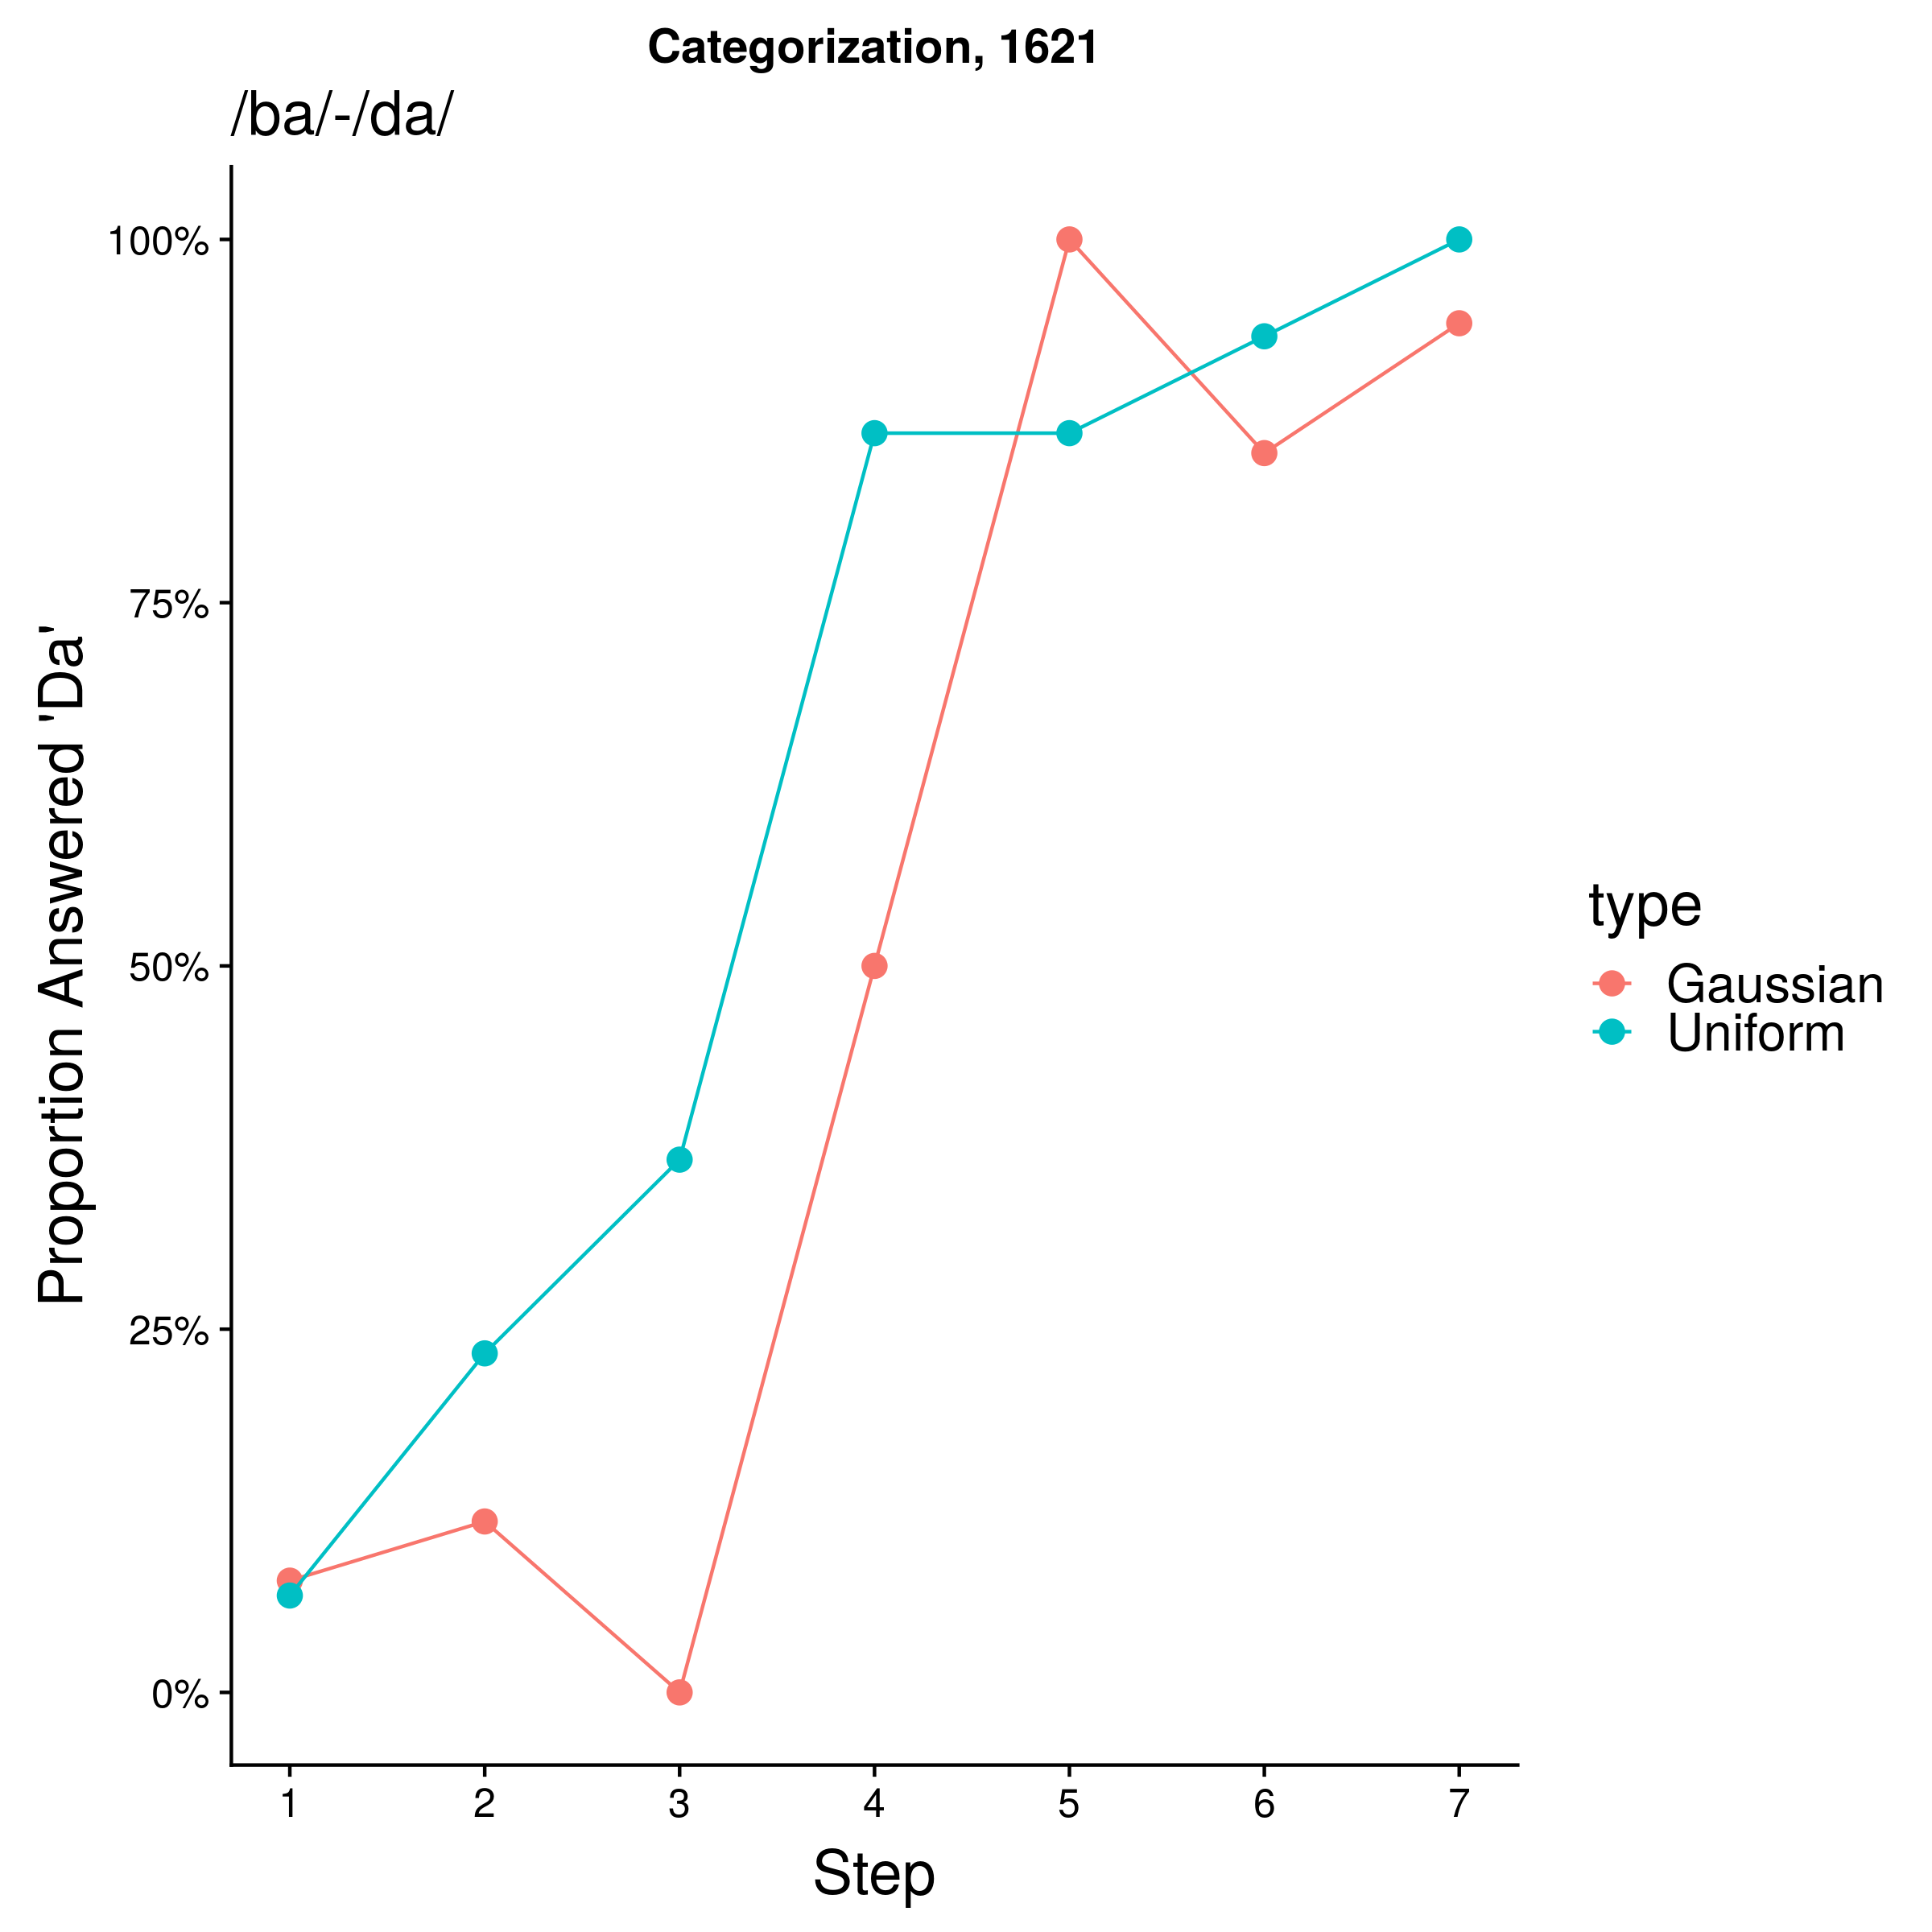 Categorization, 1621
/ba/-/da/
Proportion Answered 'Da'
100%
75%
50%
25%
0%
1 2 3 4 5 6 7
Step
type
Gaussian
Uniform